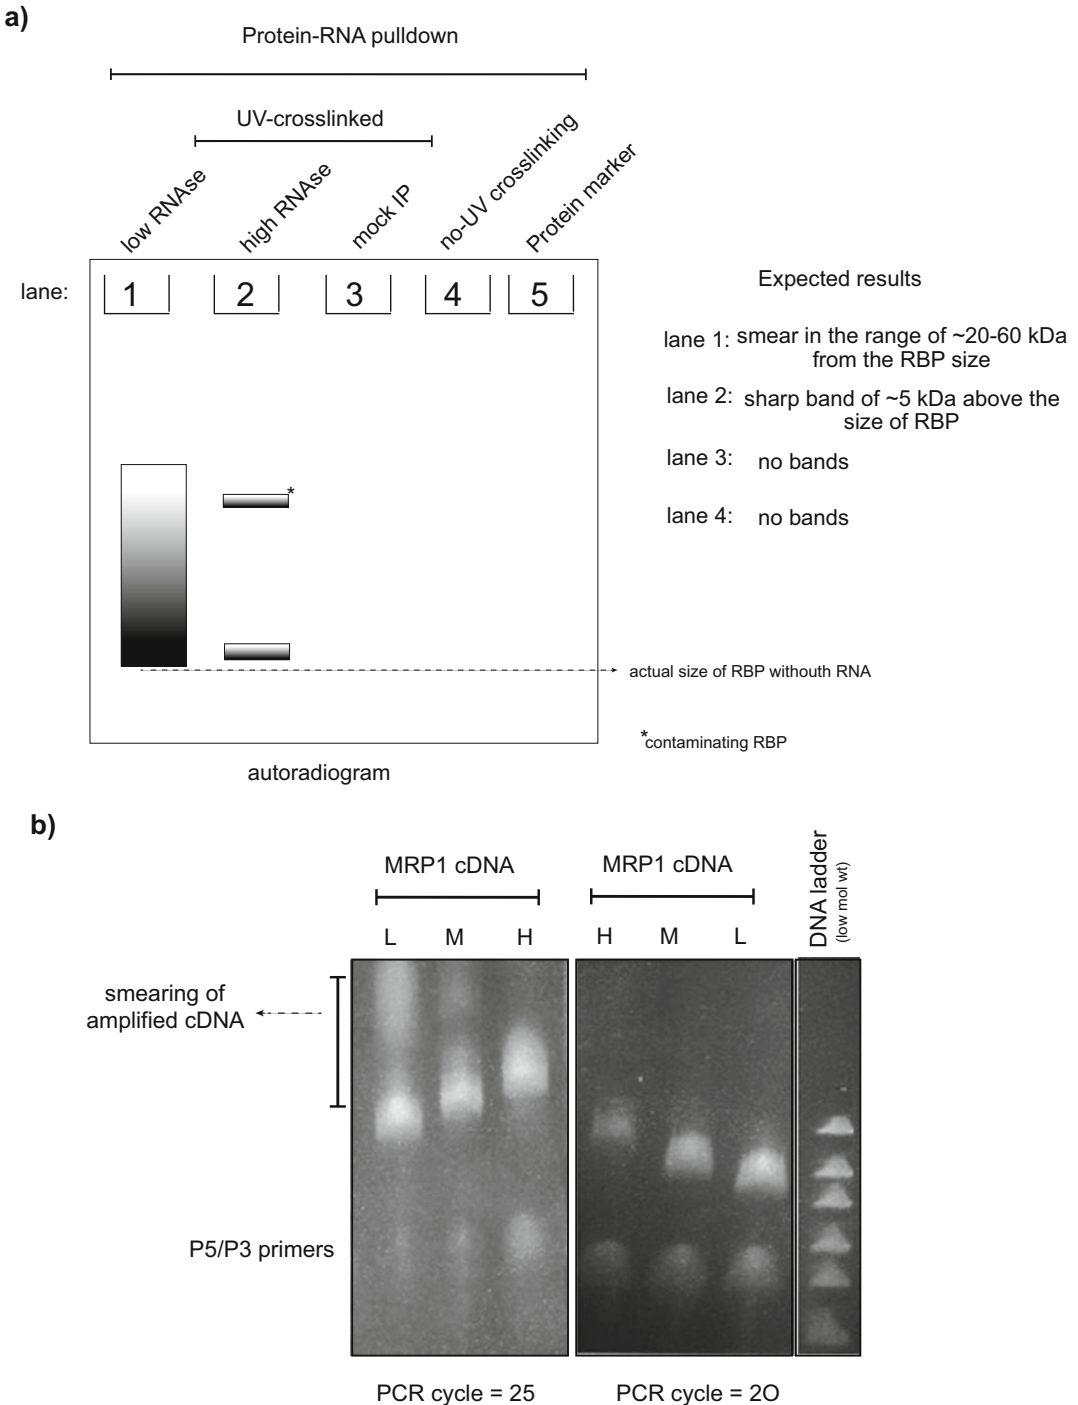 a)
Protein-RNA pulldown
UV-crosslinked
low RNAse
high RNAse
mock IP
no-UV crosslinking
Protein marker
lane:
1
2
3
4
5
Expected results
lane 1: smear in the range of ~20-60 kDa
from the RBP size
lane 2: sharp band of ~5 kDa above the
size of RBP
lane 3: no bands
lane 4: no bands
*
actual size of RBP withouth RNA
*contaminating RBP
autoradiogram
b)
MRP1 cDNA
MRP1 cDNA
DNA ladder
(low mol wt)
L M H
H M L
smearing of
amplified cDNA
P5/P3 primers
PCR cycle = 25
PCR cycle = 2O